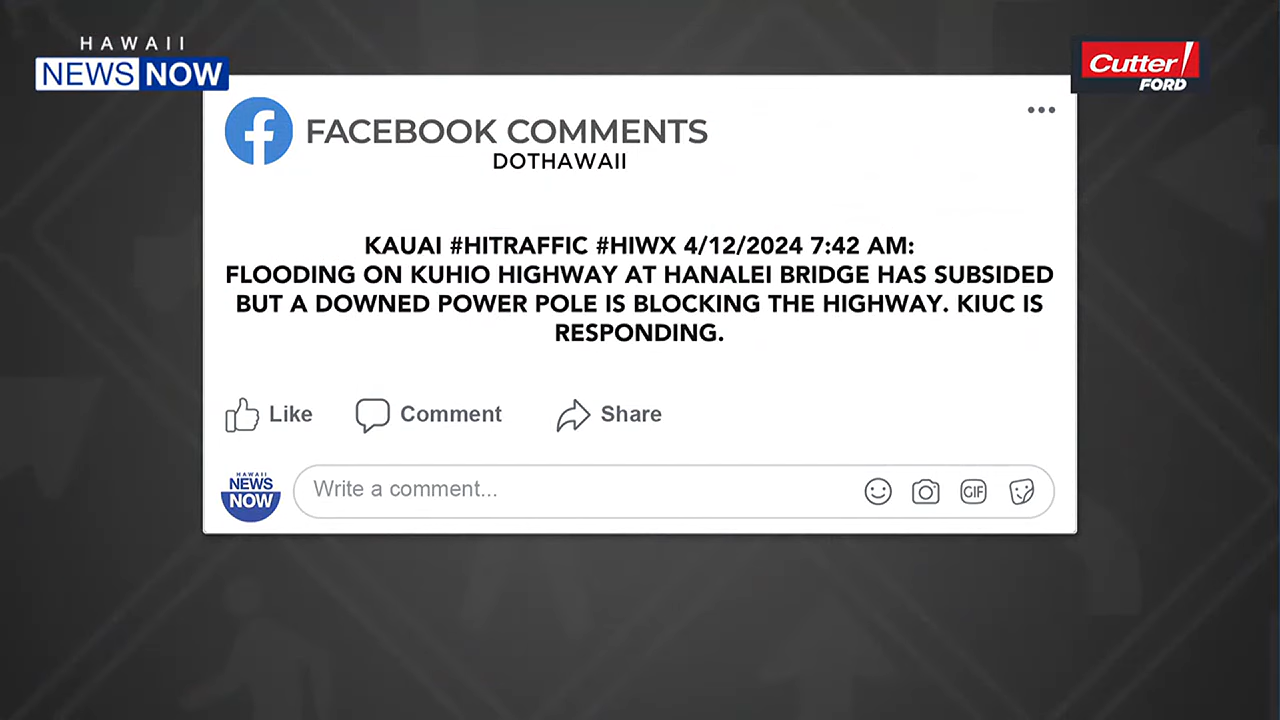 HAWAII
NEWS NOW
Cutter!
FORD
FACEBOOK COMMENTS
DOTHAWAII
KAUAI #HITRAFFIC #HIWX 4/12/2024 7:42 AM:
FLOODING ON KUHIO HIGHWAY AT HANALEI BRIDGE HAS SUBSIDED
BUT A DOWNED POWER POLE IS BLOCKING THE HIGHWAY. KIUC IS
RESPONDING.
Like Comment Share
HAWAII
NEWS
NOW
Write a comment...
GIF